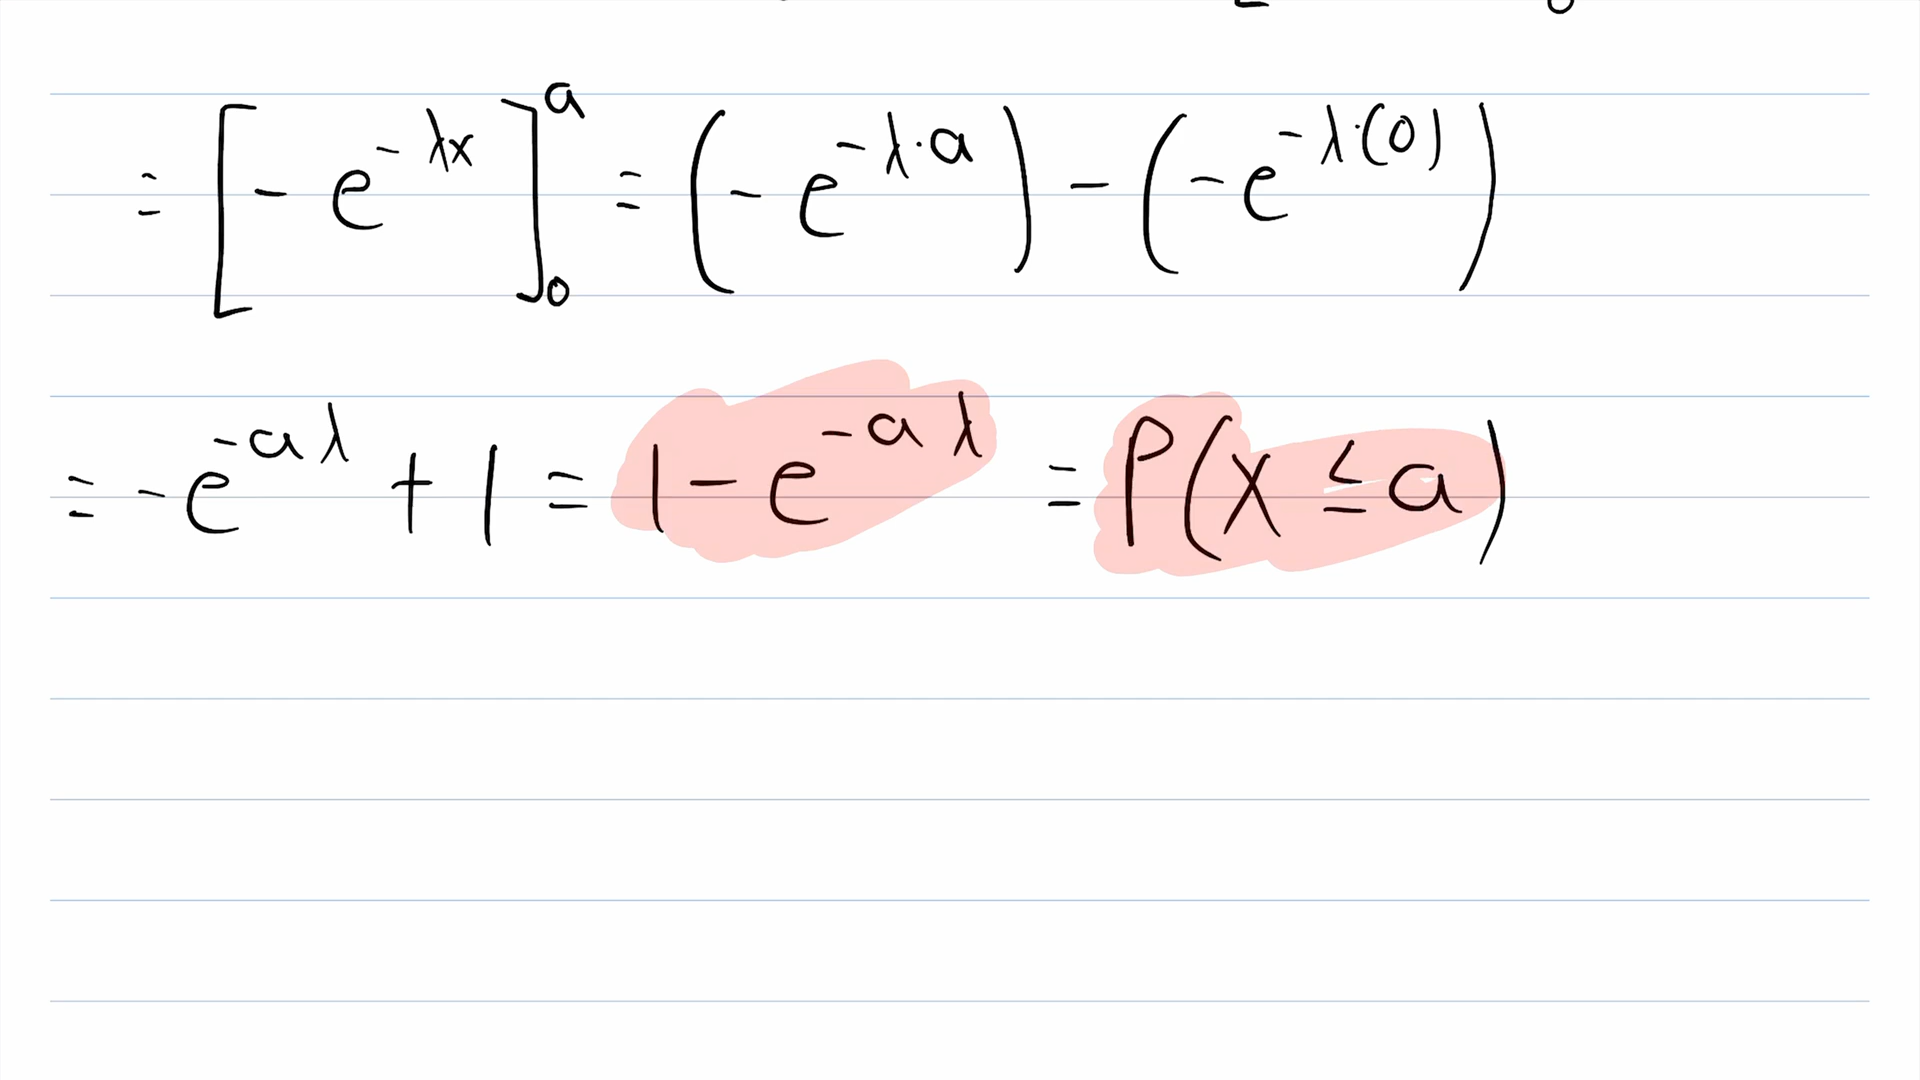 = [- e^{-λx}]_0^a = (- e^{-λ·a}) - (- e^{-λ·(0)})
= - e^{-aλ} + 1 = 1 - e^{-aλ} = P(X ≤ a)